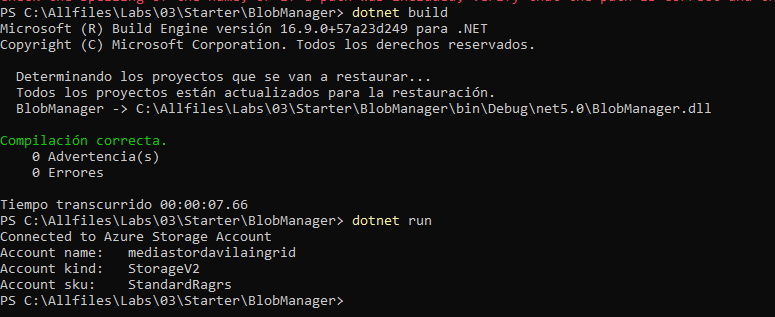 PS C:\Allfiles\Labs\03\Starter\BlobManager> dotnet build
Microsoft (R) Build Engine versión 16.9.0+57a23d249 para .NET
Copyright (C) Microsoft Corporation. Todos los derechos reservados.
Determinando los proyectos que se van a restaurar...
Todos los proyectos están actualizados para la restauración.
BlobManager -> C:\Allfiles\Labs\03\Starter\BlobManager\bin\Debug\net5.0\BlobManager.dll
Compilación correcta.
0 Advertencia(s)
0 Errores
Tiempo transcurrido 00:00:07.66
PS C:\Allfiles\Labs\03\Starter\BlobManager> dotnet run
Connected to Azure Storage Account
Account name: mediastordavilaingrid
Account kind: StorageV2
Account sku: StandardRagrs
PS C:\Allfiles\Labs\03\Starter\BlobManager>